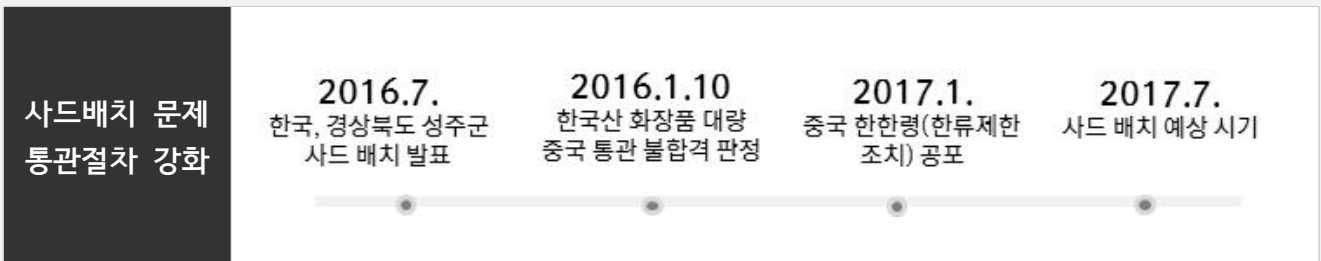 사드배치 문제
통관절차 강화
2016.7.
한국, 경상북도 성주군
사드 배치 발표
2016.1.10
한국산 화장품 대량
중국 통관 불합격 판정
2017.1.
중국 한한령(한류제한
조치) 공포
2017.7.
사드 배치 예상 시기